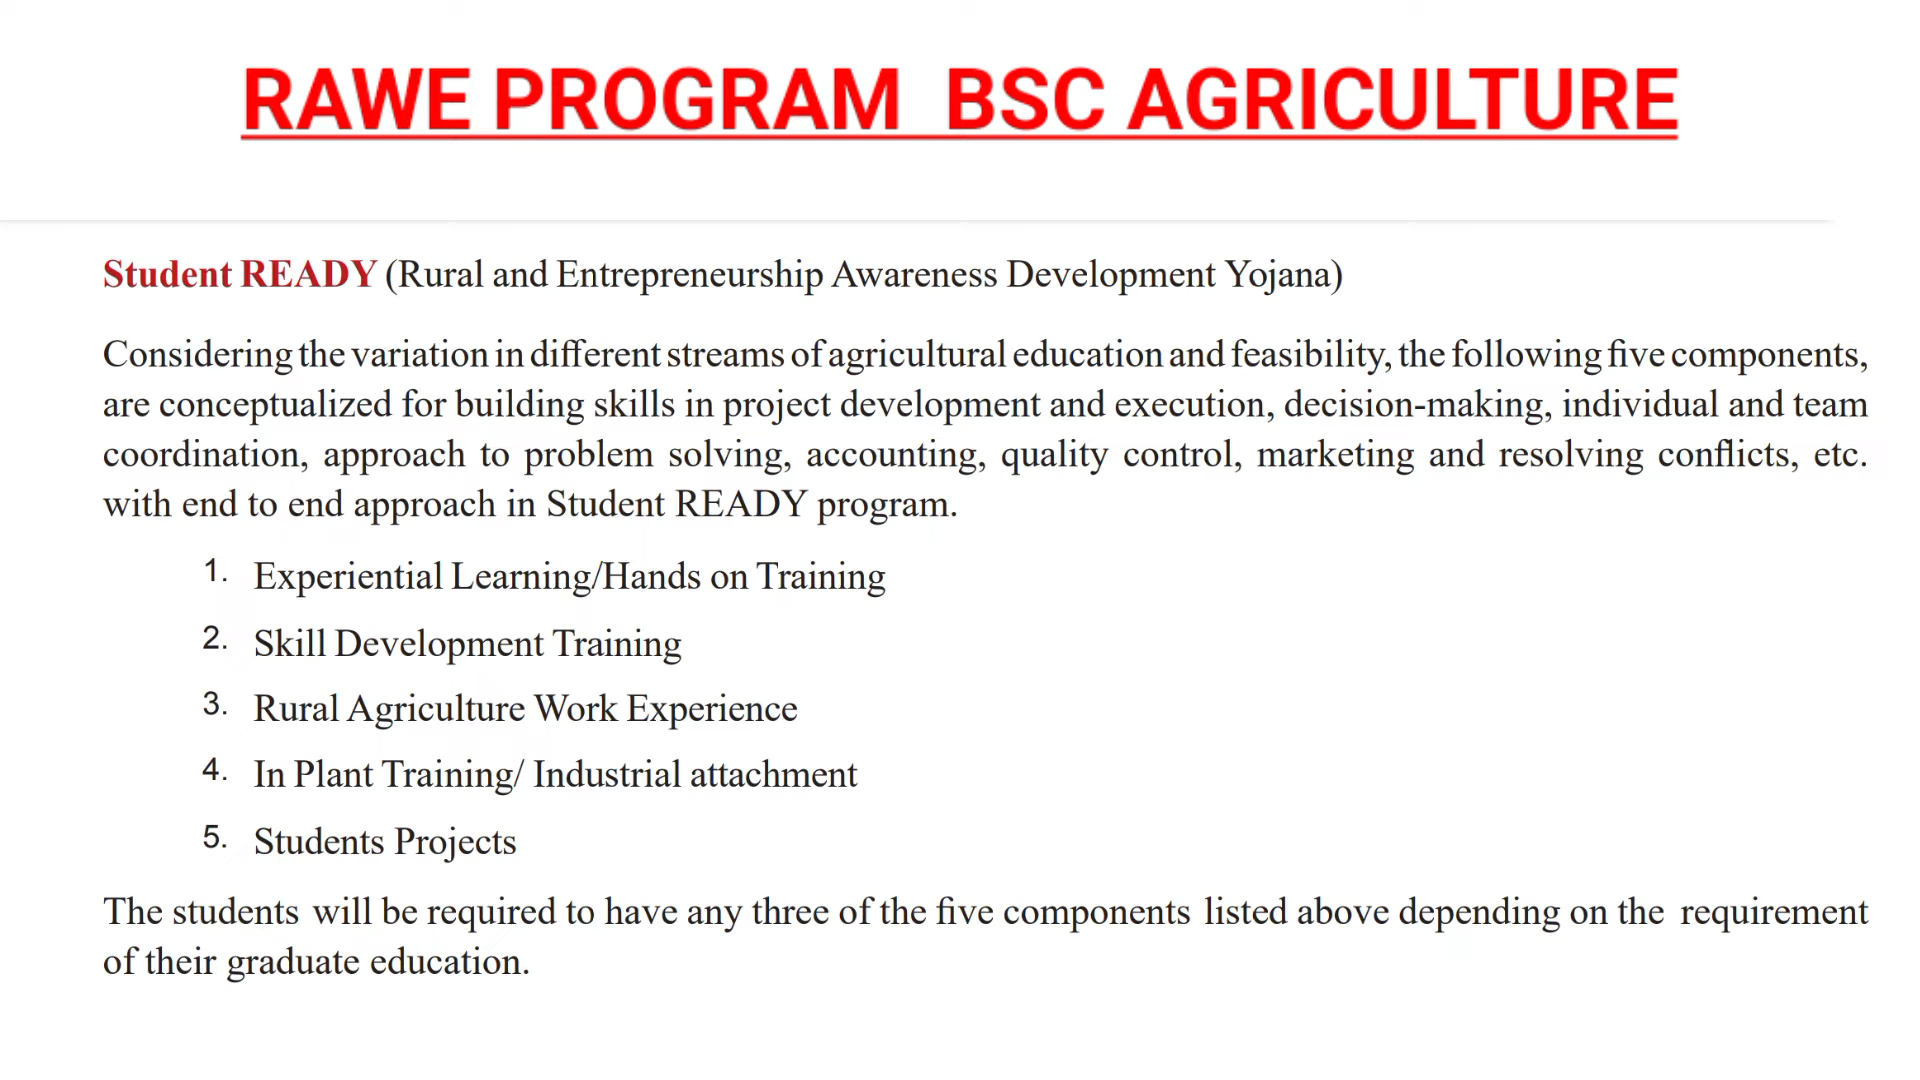 RAWE PROGRAM BSC AGRICULTURE
Student READY (Rural and Entrepreneurship Awareness Development Yojana)
Considering the variation in different streams of agricultural education and feasibility, the following five components,
are conceptualized for building skills in project development and execution, decision-making, individual and team
coordination, approach to problem solving, accounting, quality control, marketing and resolving conflicts, etc.
with end to end approach in Student READY program.
1. Experiential Learning/Hands on Training
2. Skill Development Training
3. Rural Agriculture Work Experience
4. In Plant Training/ Industrial attachment
5. Students Projects
The students will be required to have any three of the five components listed above depending on the requirement
of their graduate education.